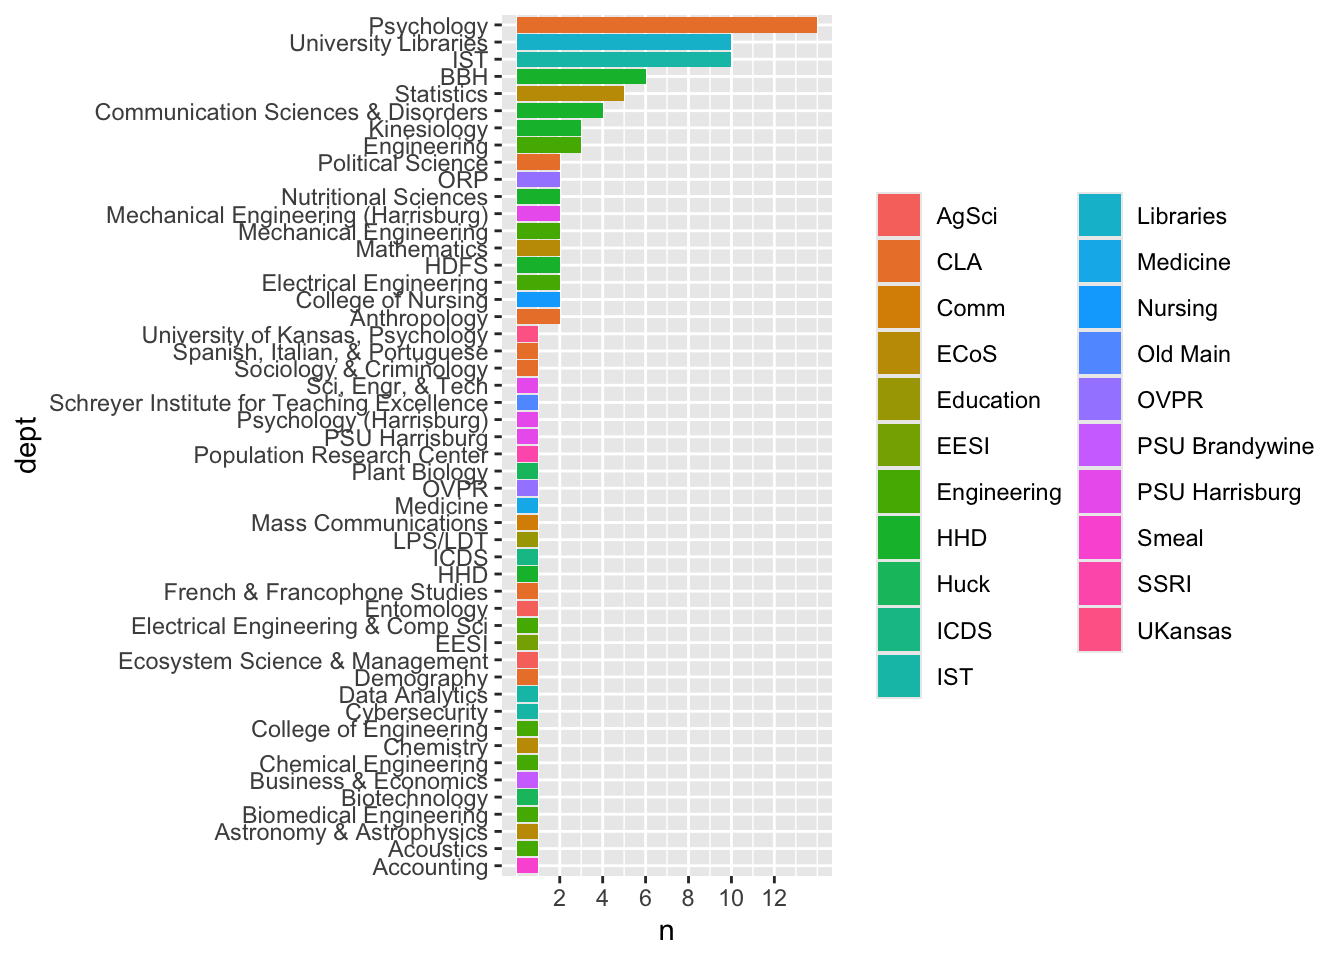 Psychology
University Libraries
IST
BBH
Statistics
Communication Sciences & Disorders
Kinesiology
Engineering
Political Science
ORP
Nutritional Sciences
Mechanical Engineering (Harrisburg)
Mechanical Engineering
Mathematics
HDFS
Electrical Engineering
College of Nursing
Anthropology
University of Kansas, Psychology
Spanish, Italian, & Portuguese
Sociology & Criminology
Sci, Engr, & Tech
Schreyer Institute for Teaching Excellence
Psychology (Harrisburg)
PSU Harrisburg
Population Research Center
Plant Biology
OVPR
Medicine
Mass Communications
LPS/LDT
ICDS
HHD
French & Francophone Studies
Entomology
Electrical Engineering & Comp Sci
EESI
Ecosystem Science & Management
Demography
Data Analytics
Cybersecurity
College of Engineering
Chemistry
Chemical Engineering
Business & Economics
Biotechnology
Biomedical Engineering
Astronomy & Astrophysics
Acoustics
Accounting
dept
2 4 6 8 10 12
n
AgSci
CLA
Comm
ECoS
Education
EESI
Engineering
HHD
Huck
ICDS
IST
Libraries
Medicine
Nursing
Old Main
OVPR
PSU Brandywine
PSU Harrisburg
Smeal
SSRI
UKansas